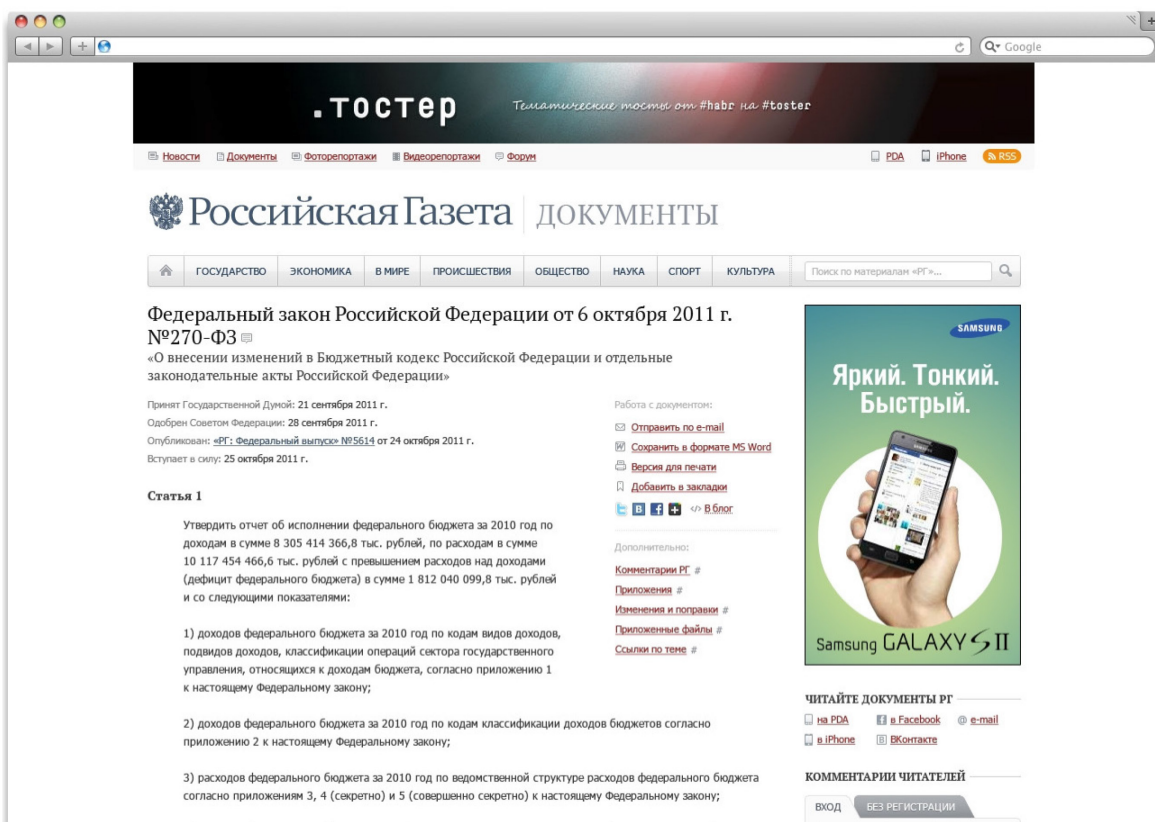 Google
.тостер
Тематические тосты от #habr на #toster
Новости Документы Фоторепортажи Видеорепортажи Форум
PDA iPhone RSS
Российская Газета ДОКУМЕНТЫ
ГОСУДАРСТВО ЭКОНОМИКА В МИРЕ ПРОИСШЕСТВИЯ ОБЩЕСТВО НАУКА СПОРТ КУЛЬТУРА
Поиск по материалам «РГ»...
Федеральный закон Российской Федерации от 6 октября 2011 г.
№270-ФЗ
«О внесении изменений в Бюджетный кодекс Российской Федерации и отдельные
законодательные акты Российской Федерации»
Принят Государственной Думой: 21 сентября 2011 г.
Одобрен Советом Федерации: 28 сентября 2011 г.
Опубликован: «РГ: Федеральный выпуск» №5614 от 24 октября 2011 г.
Вступает в силу: 25 октября 2011 г.
Статья 1
Утвердить отчет об исполнении федерального бюджета за 2010 год по
доходам в сумме 8 305 414 366,8 тыс. рублей, по расходам в сумме
10 117 454 466,6 тыс. рублей с превышением расходов над доходами
(дефицит федерального бюджета) в сумме 1 812 040 099,8 тыс. рублей
и со следующими показателями:
1) доходов федерального бюджета за 2010 год по кодам видов доходов,
подвидов доходов, классификации операций сектора государственного
управления, относящихся к доходам бюджета, согласно приложению 1
к настоящему Федеральному закону;
2) доходов федерального бюджета за 2010 год по кодам классификации доходов бюджетов согласно
приложению 2 к настоящему Федеральному закону;
3) расходов федерального бюджета за 2010 год по ведомственной структуре расходов федерального бюджета
согласно приложениям 3, 4 (секретно) и 5 (совершенно секретно) к настоящему Федеральному закону;
Работа с документом:
Отправить по e-mail
Сохранить в формате MS Word
Версия для печати
Добавить в закладки
</> В блог
Дополнительно:
Комментарии РГ #
Приложения #
Изменения и поправки #
Приложенные файлы #
Ссылки по теме #
SAMSUNG
Яркий. Тонкий.
Быстрый.
Samsung GALAXY S II
ЧИТАЙТЕ ДОКУМЕНТЫ РГ
на PDA в Facebook @ e-mail
в iPhone ВКонтакте
КОММЕНТАРИИ ЧИТАТЕЛЕЙ
ВХОД БЕЗ РЕГИСТРАЦИИ